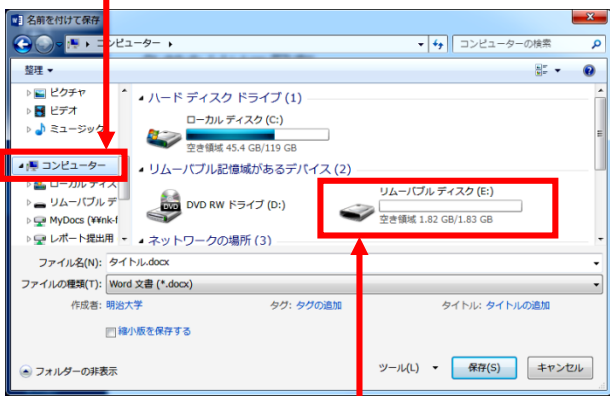 名前を付けて保存
コンピューター
コンピューターの検索
整理
ピクチャ
ビデオ
ミュージック
コンピューター
ローカル ディス
リムーバブル デ
MyDocs (¥¥nk-f
レポート提出用
ハード ディスク ドライブ (1)
ローカル ディスク (C:)
空き領域 45.4 GB/119 GB
リムーバブル記憶域があるデバイス (2)
DVD RW ドライブ (D:)
リムーバブル ディスク (E:)
空き領域 1.82 GB/1.83 GB
ネットワークの場所 (3)
ファイル名(N): タイトル.docx
ファイルの種類(T): Word 文書 (*.docx)
作成者: 明治大学 タグ: タグの追加 タイトル: タイトルの追加
縮小版を保存する
フォルダーの非表示 ツール(L) 保存(S) キャンセル